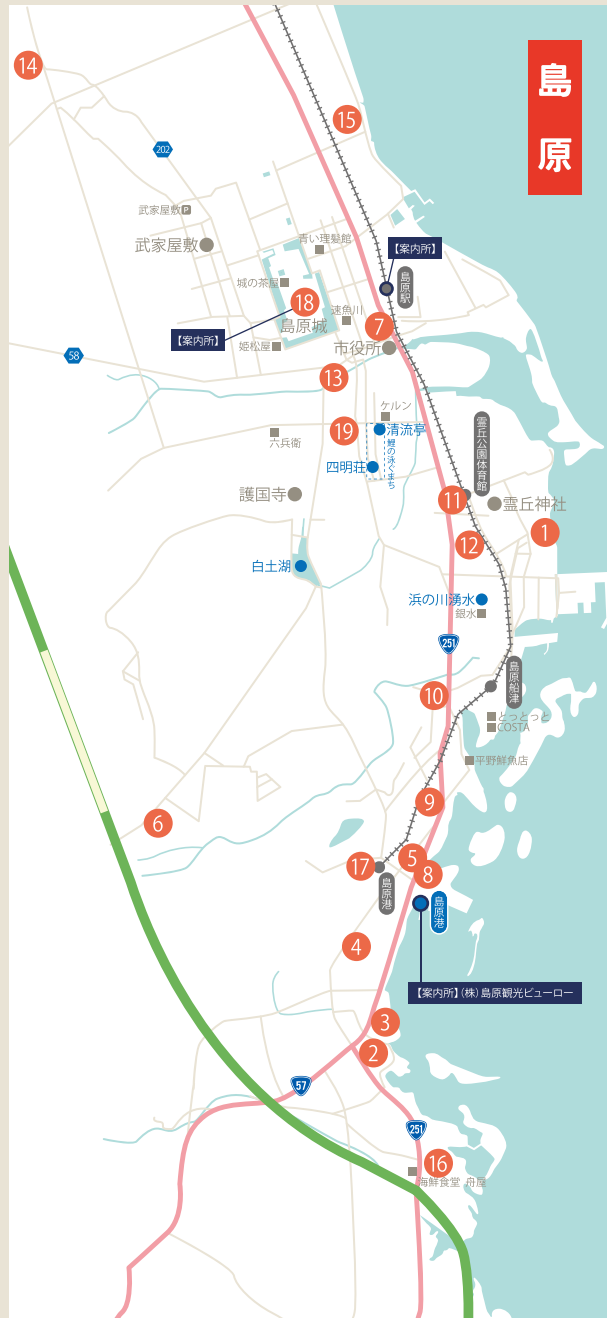 島原
14
15
202
武家屋敷 P
武家屋敷
青い理髪館
【案内所】
島原駅
城の茶屋
18
島原城
速魚川
7
【案内所】
姫松屋
市役所
58
13
ケルン
19
清流亭
鯉の泳ぐまち
六兵衛
四明荘
霊丘公園体育館
護国寺
11
霊丘神社
1
12
白土湖
浜の川湧水
銀水
251
島原船津
10
とっとっと
COSTA
平野鮮魚店
9
6
5
17
8
島原港
島原港
4
【案内所】(株)島原観光ビューロー
3
2
57
251
16
海鮮食堂 舟屋